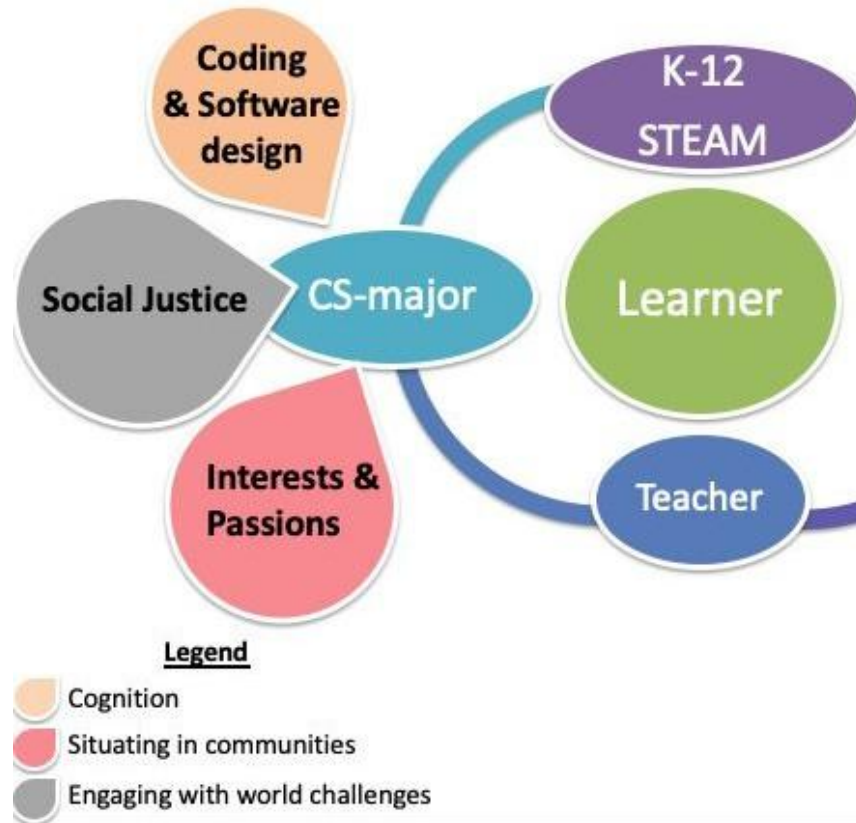 Coding
& Software
design
K-12
STEAM
Social Justice
CS-major
Learner
Interests &
Passions
Teacher
Legend
Cognition
Situating in communities
Engaging with world challenges